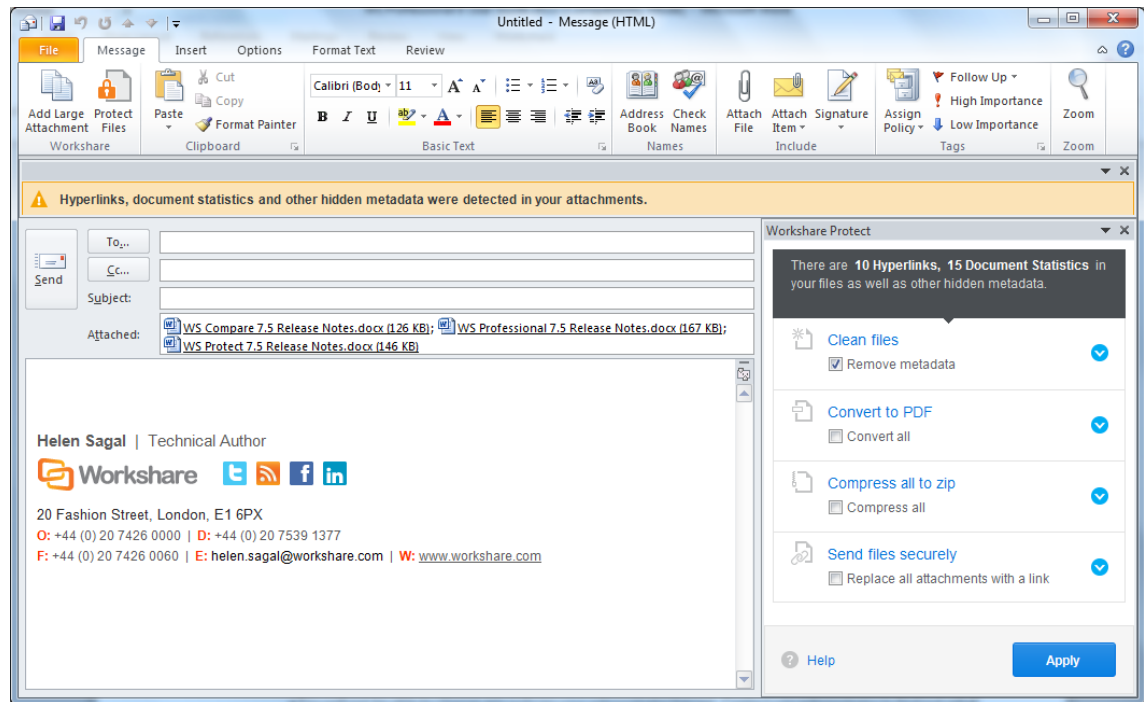 Untitled - Message (HTML)
File Message Insert Options Format Text Review
Add Large Attachment
Protect Files
Workshare
Paste
Cut
Copy
Format Painter
Clipboard
Calibri (Body 11
B I U
Basic Text
Address Book
Check Names
Names
Attach File
Attach Item
Signature
Include
Assign Policy
Follow Up
High Importance
Low Importance
Tags
Zoom
Zoom
Hyperlinks, document statistics and other hidden metadata were detected in your attachments.
Send
To...
Cc...
Subject:
Attached:
WS Compare 7.5 Release Notes.docx (126 KB); WS Professional 7.5 Release Notes.docx (167 KB);
WS Protect 7.5 Release Notes.docx (146 KB)
Helen Sagal | Technical Author
Workshare
20 Fashion Street, London, E1 6PX
O: +44 (0) 20 7426 0000 | D: +44 (0) 20 7539 1377
F: +44 (0) 20 7426 0060 | E: helen.sagal@workshare.com | W: www.workshare.com
Workshare Protect
There are 10 Hyperlinks, 15 Document Statistics in
your files as well as other hidden metadata.
Clean files
Remove metadata
Convert to PDF
Convert all
Compress all to zip
Compress all
Send files securely
Replace all attachments with a link
Help
Apply